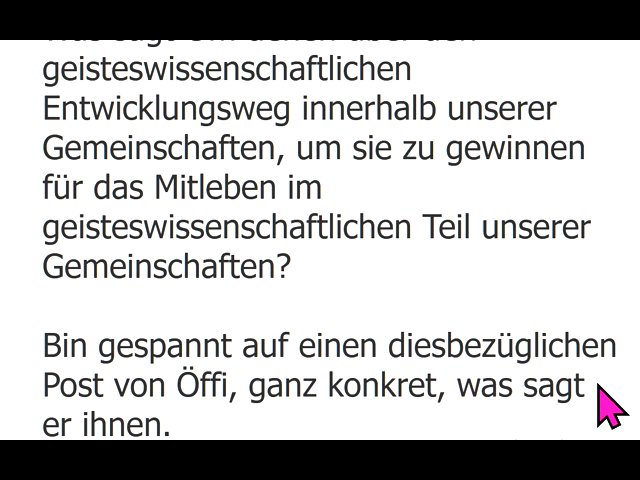 geisteswissenschaftlichen
Entwicklungsweg innerhalb unserer
Gemeinschaften, um sie zu gewinnen
für das Mitleben im
geisteswissenschaftlichen Teil unserer
Gemeinschaften?
Bin gespannt auf einen diesbezüglichen
Post von Öffi, ganz konkret, was sagt
er ihnen.